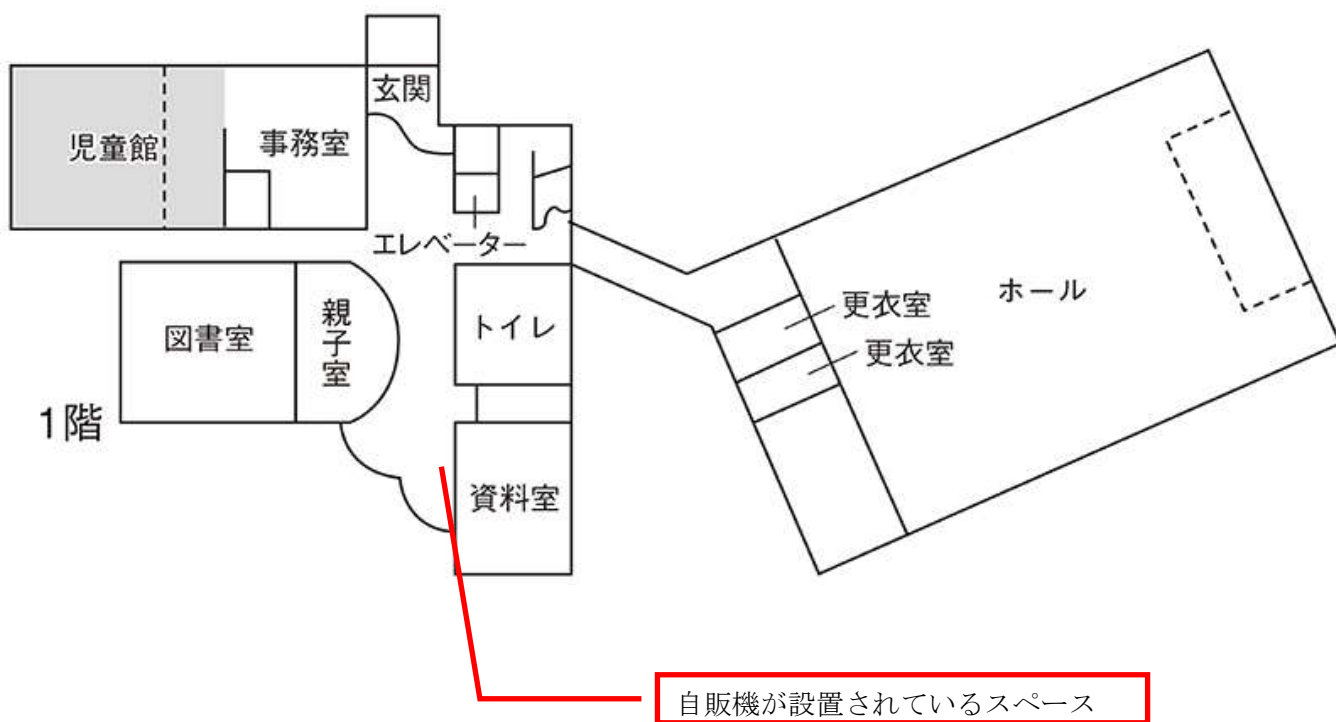 玄関
児童館
事務室
エレベーター
ホール
更衣室
更衣室
図書室
親子室
トイレ
1階
資料室
自販機が設置されているスペース